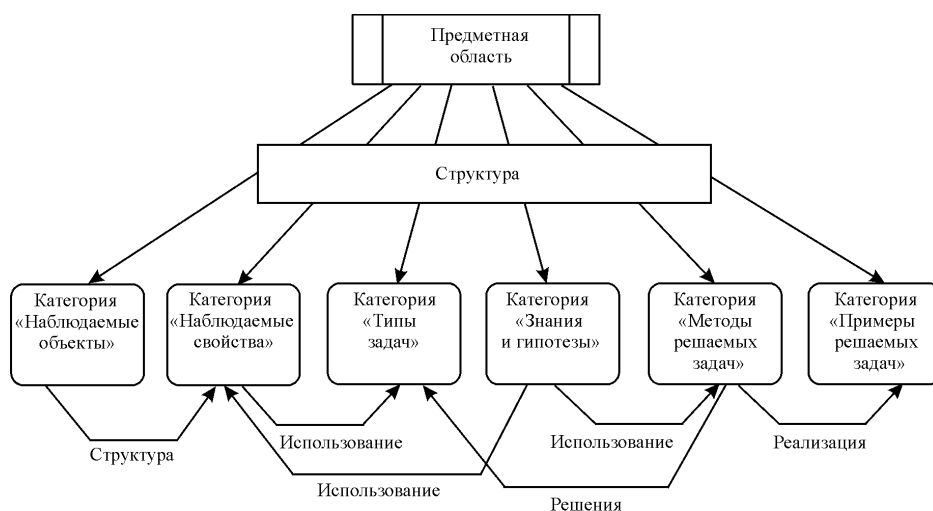 Предметная
область
Структура
Категория
«Наблюдаемые
объекты»
Категория
«Наблюдаемые
свойства»
Категория
«Типы
задач»
Категория
«Знания
и гипотезы»
Категория
«Методы
решаемых
задач»
Категория
«Примеры
решаемых
задач»
Структура
Использование
Использование
Реализация
Использование
Решения